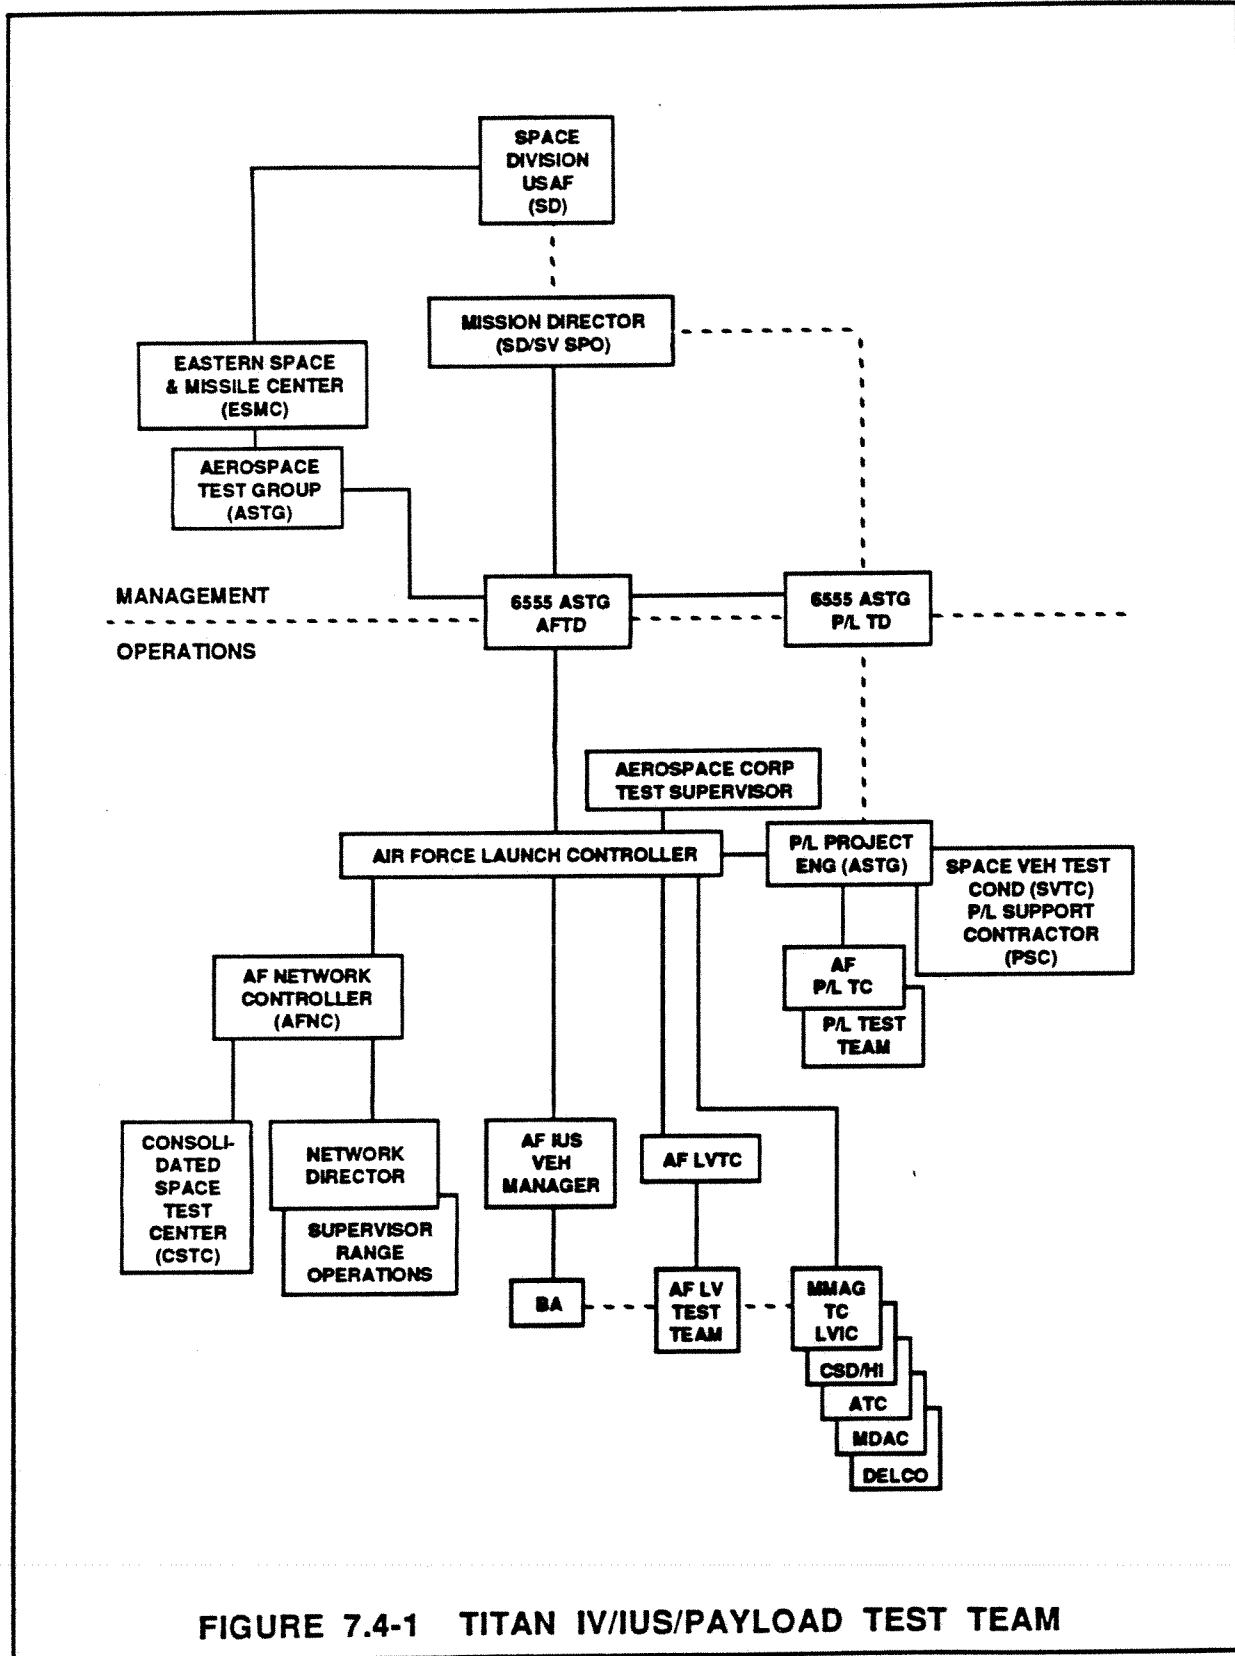 SPACE
DIVISION
USAF
(SD)
MISSION DIRECTOR
(SD/SV SPO)
EASTERN SPACE
& MISSILE CENTER
(ESMC)
AEROSPACE
TEST GROUP
(ASTG)
MANAGEMENT
OPERATIONS
6555 ASTG
AFTD
6555 ASTG
P/L TD
AEROSPACE CORP
TEST SUPERVISOR
AIR FORCE LAUNCH CONTROLLER
P/L PROJECT
ENG (ASTG)
SPACE VEH TEST
COND (SVTC)
P/L SUPPORT
CONTRACTOR
(PSC)
AF
P/L TC
P/L TEST
TEAM
AF NETWORK
CONTROLLER
(AFNC)
CONSOLI-
DATED
SPACE
TEST
CENTER
(CSTC)
NETWORK
DIRECTOR
SUPERVISOR
RANGE
OPERATIONS
AF IUS
VEH
MANAGER
AF LVTC
BA
AF LV
TEST
TEAM
MMAG
TC
LVIC
CSD/HI
ATC
MDAC
DELCO
FIGURE 7.4-1 TITAN IV/IUS/PAYLOAD TEST TEAM